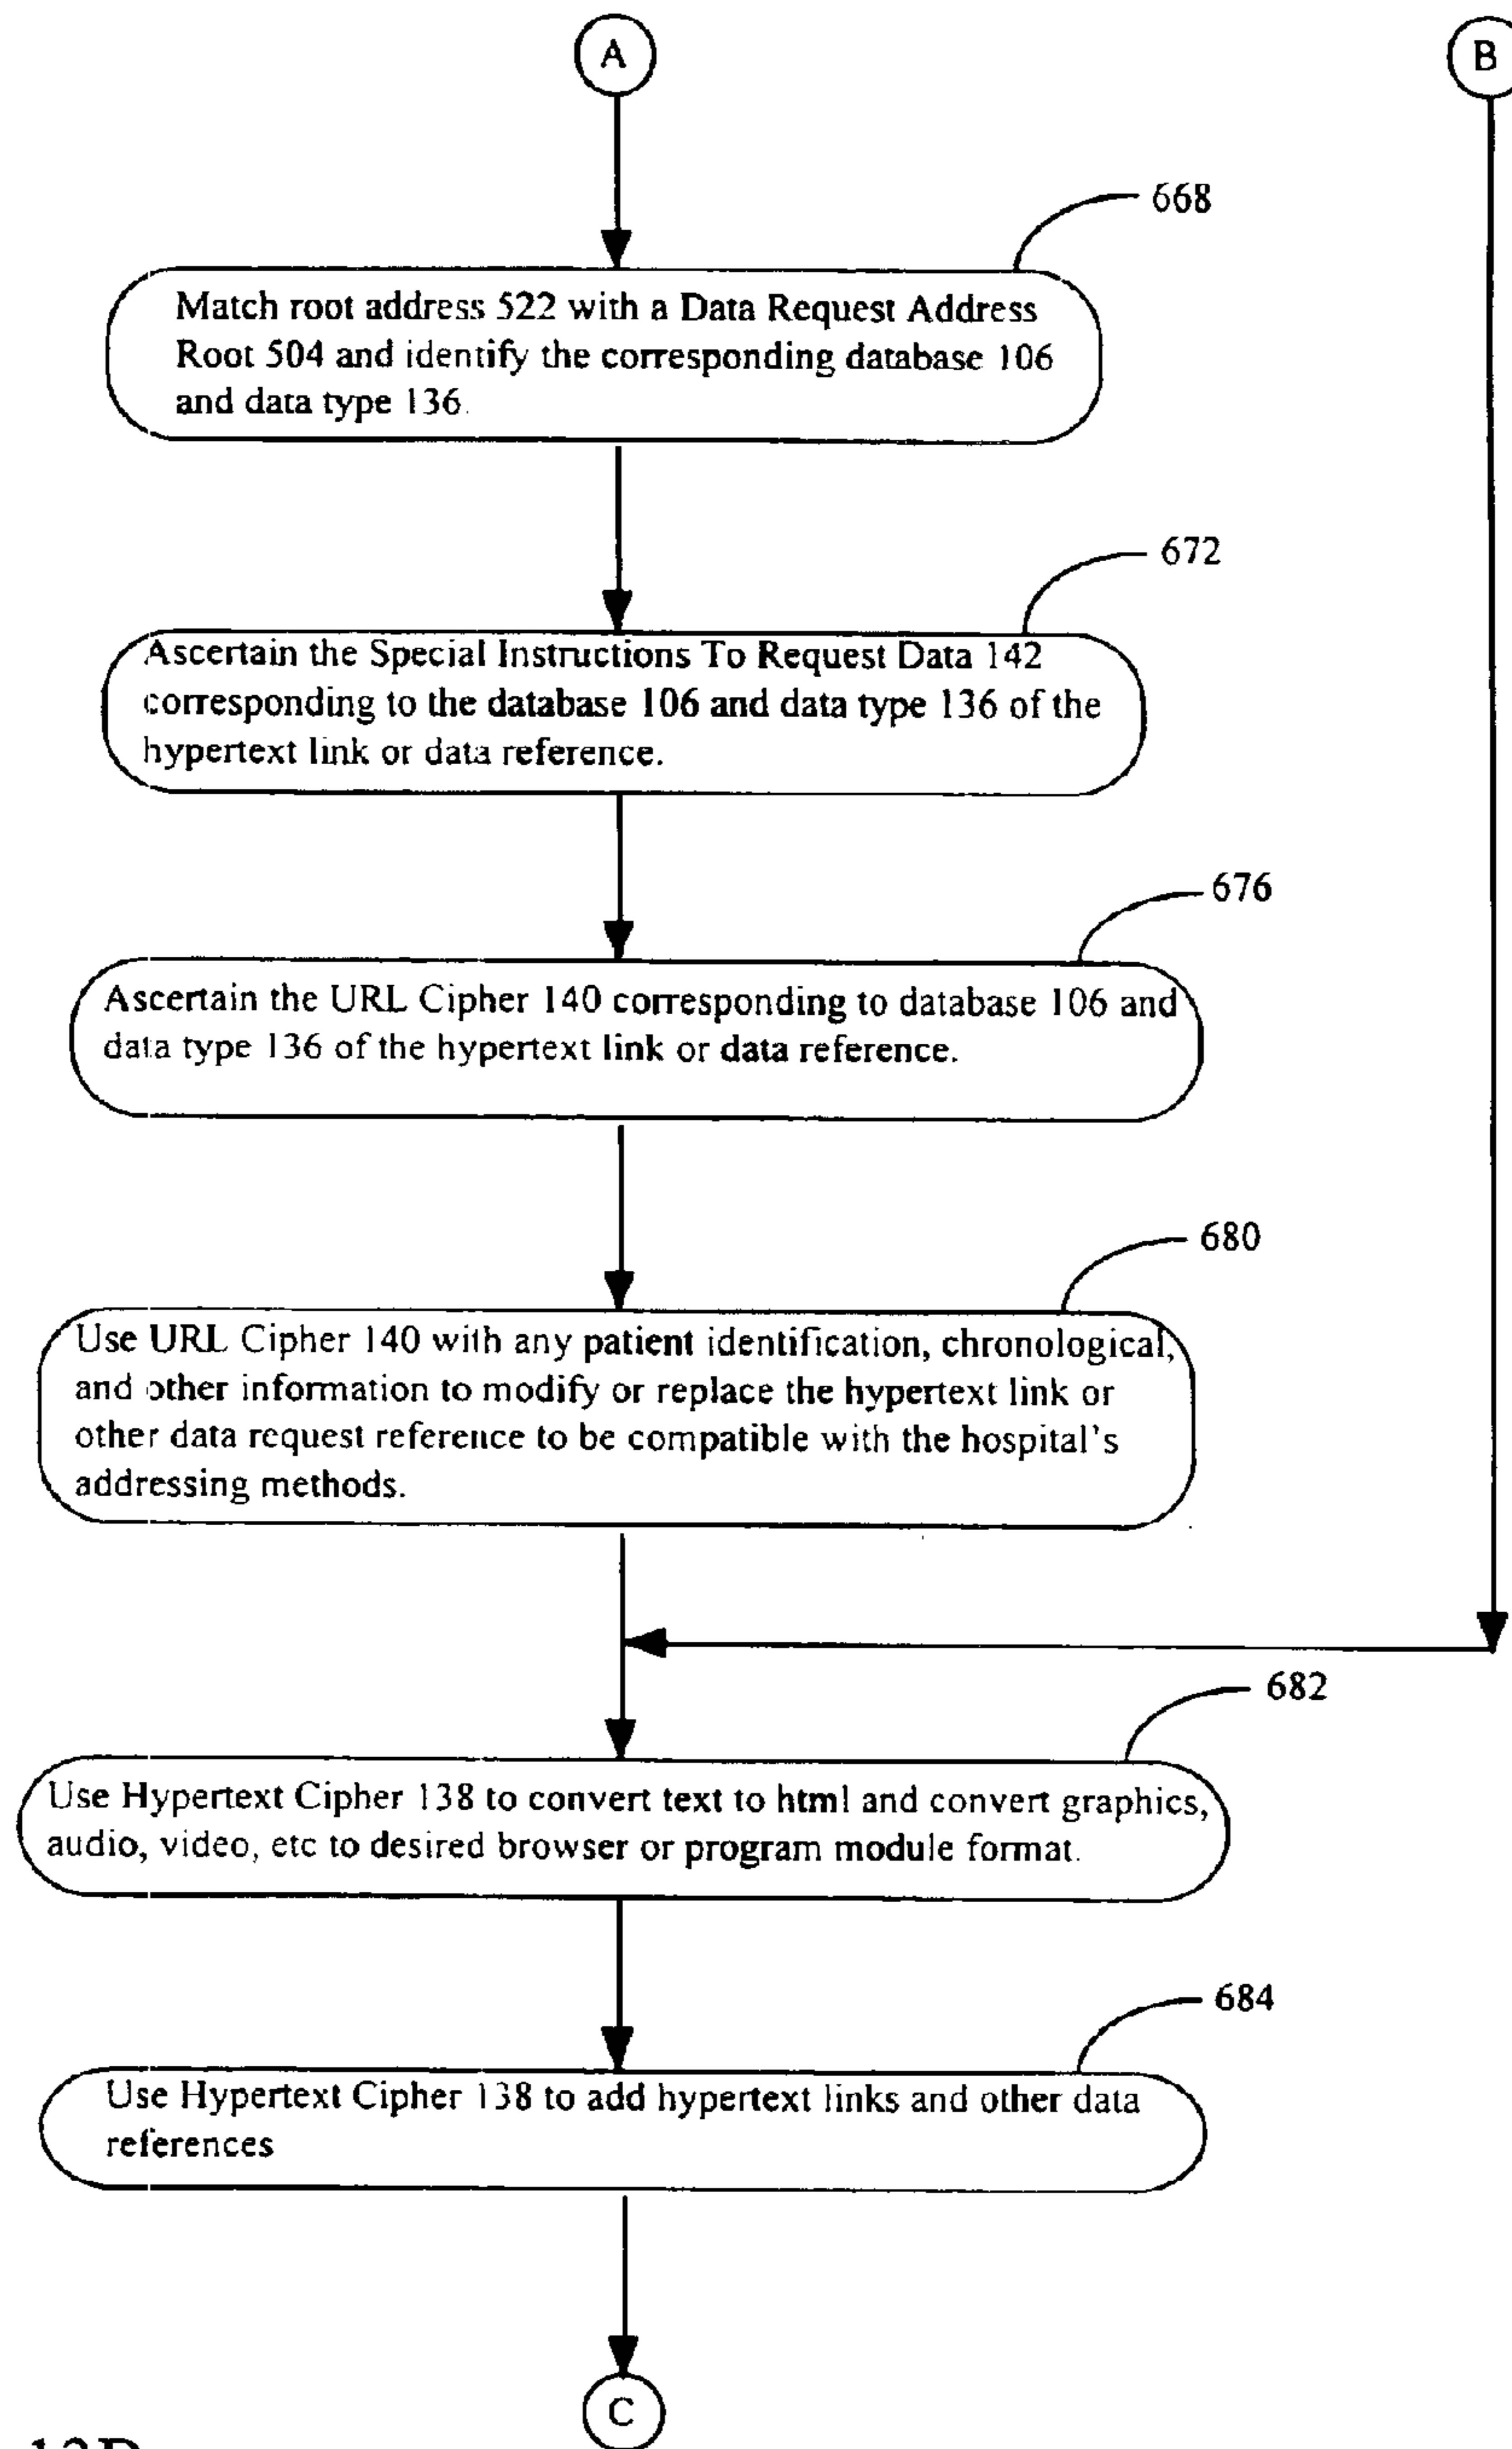 A
B
668
Match root address 522 with a Data Request Address
Root 504 and identify the corresponding database 106
and data type 136.
672
Ascertain the Special Instructions To Request Data 142
corresponding to the database 106 and data type 136 of the
hypertext link or data reference.
676
Ascertain the URL Cipher 140 corresponding to database 106 and
data type 136 of the hypertext link or data reference.
680
Use URL Cipher 140 with any patient identification, chronological,
and other information to modify or replace the hypertext link or
other data request reference to be compatible with the hospital's
addressing methods.
682
Use Hypertext Cipher 138 to convert text to html and convert graphics,
audio, video, etc to desired browser or program module format.
684
Use Hypertext Cipher 138 to add hypertext links and other data
references
C